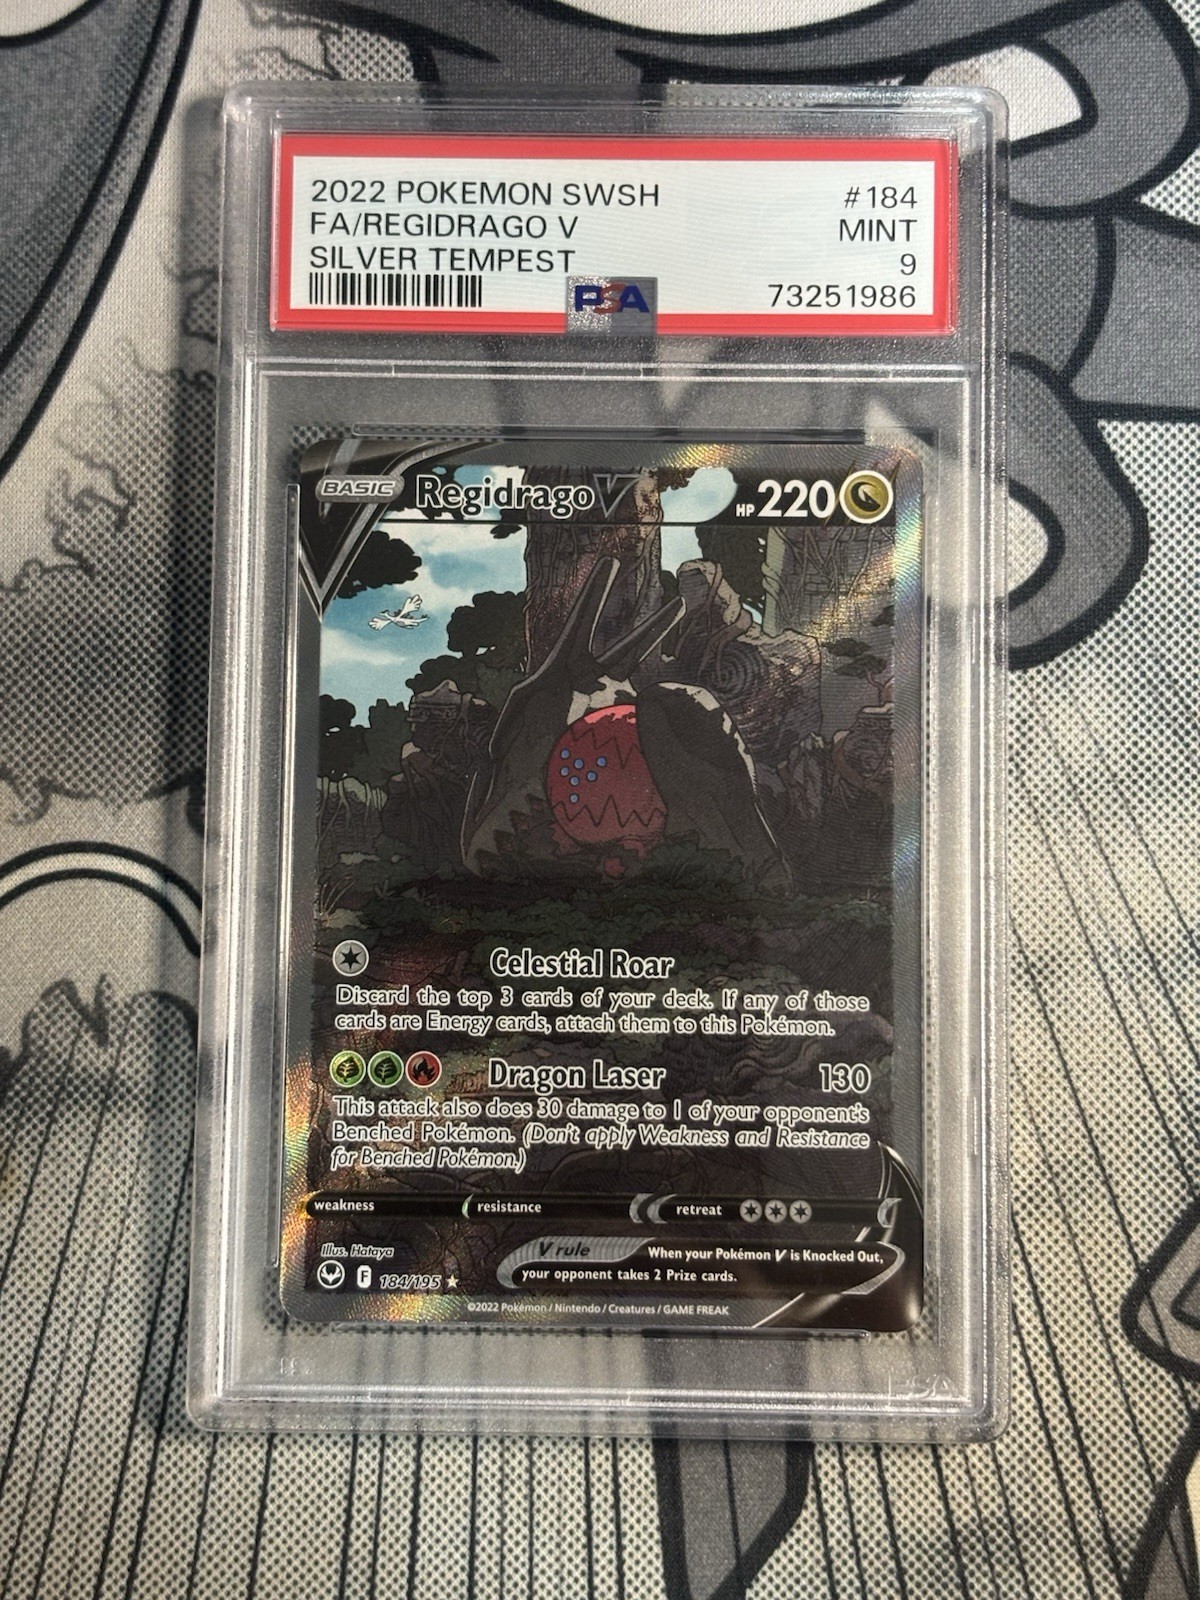 2022 POKEMON SWSH #184
FA/REGIDRAGO V MINT
SILVER TEMPEST 9
PSA 73251986
BASIC Regidrago V HP 220
Celestial Roar
Discard the top 3 cards of your deck. If any of those
cards are Energy cards, attach them to this Pokémon.
Dragon Laser 130
This attack also does 30 damage to 1 of your opponent's
Benched Pokémon. (Don't apply Weakness and Resistance
for Benched Pokémon.)
weakness resistance retreat
Illus. Hataya
V rule When your Pokémon V is Knocked Out,
your opponent takes 2 Prize cards.
F 184/195
©2022 Pokémon / Nintendo / Creatures / GAME FREAK